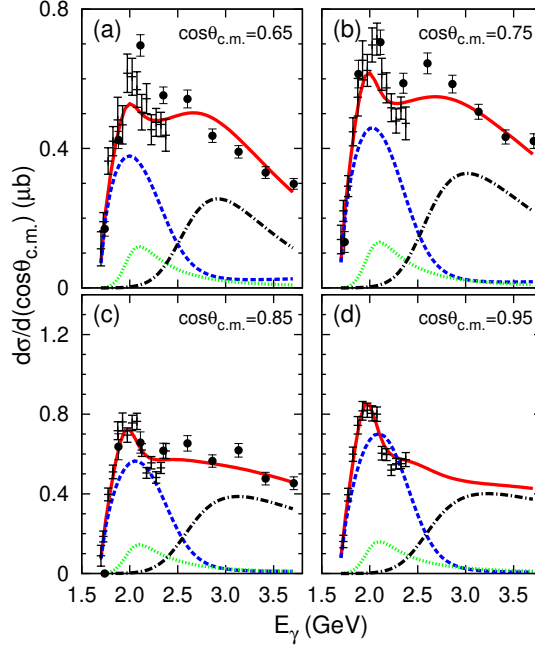 (a) cosθc.m.=0.65
(b) cosθc.m.=0.75
0.8
0.4
0
(c) cosθc.m.=0.85
(d) cosθc.m.=0.95
1.2
0.8
0.4
0
dσ/d(cosθc.m.) (μb)
1.5 2.0 2.5 3.0 3.5
1.5 2.0 2.5 3.0 3.5
Eγ (GeV)